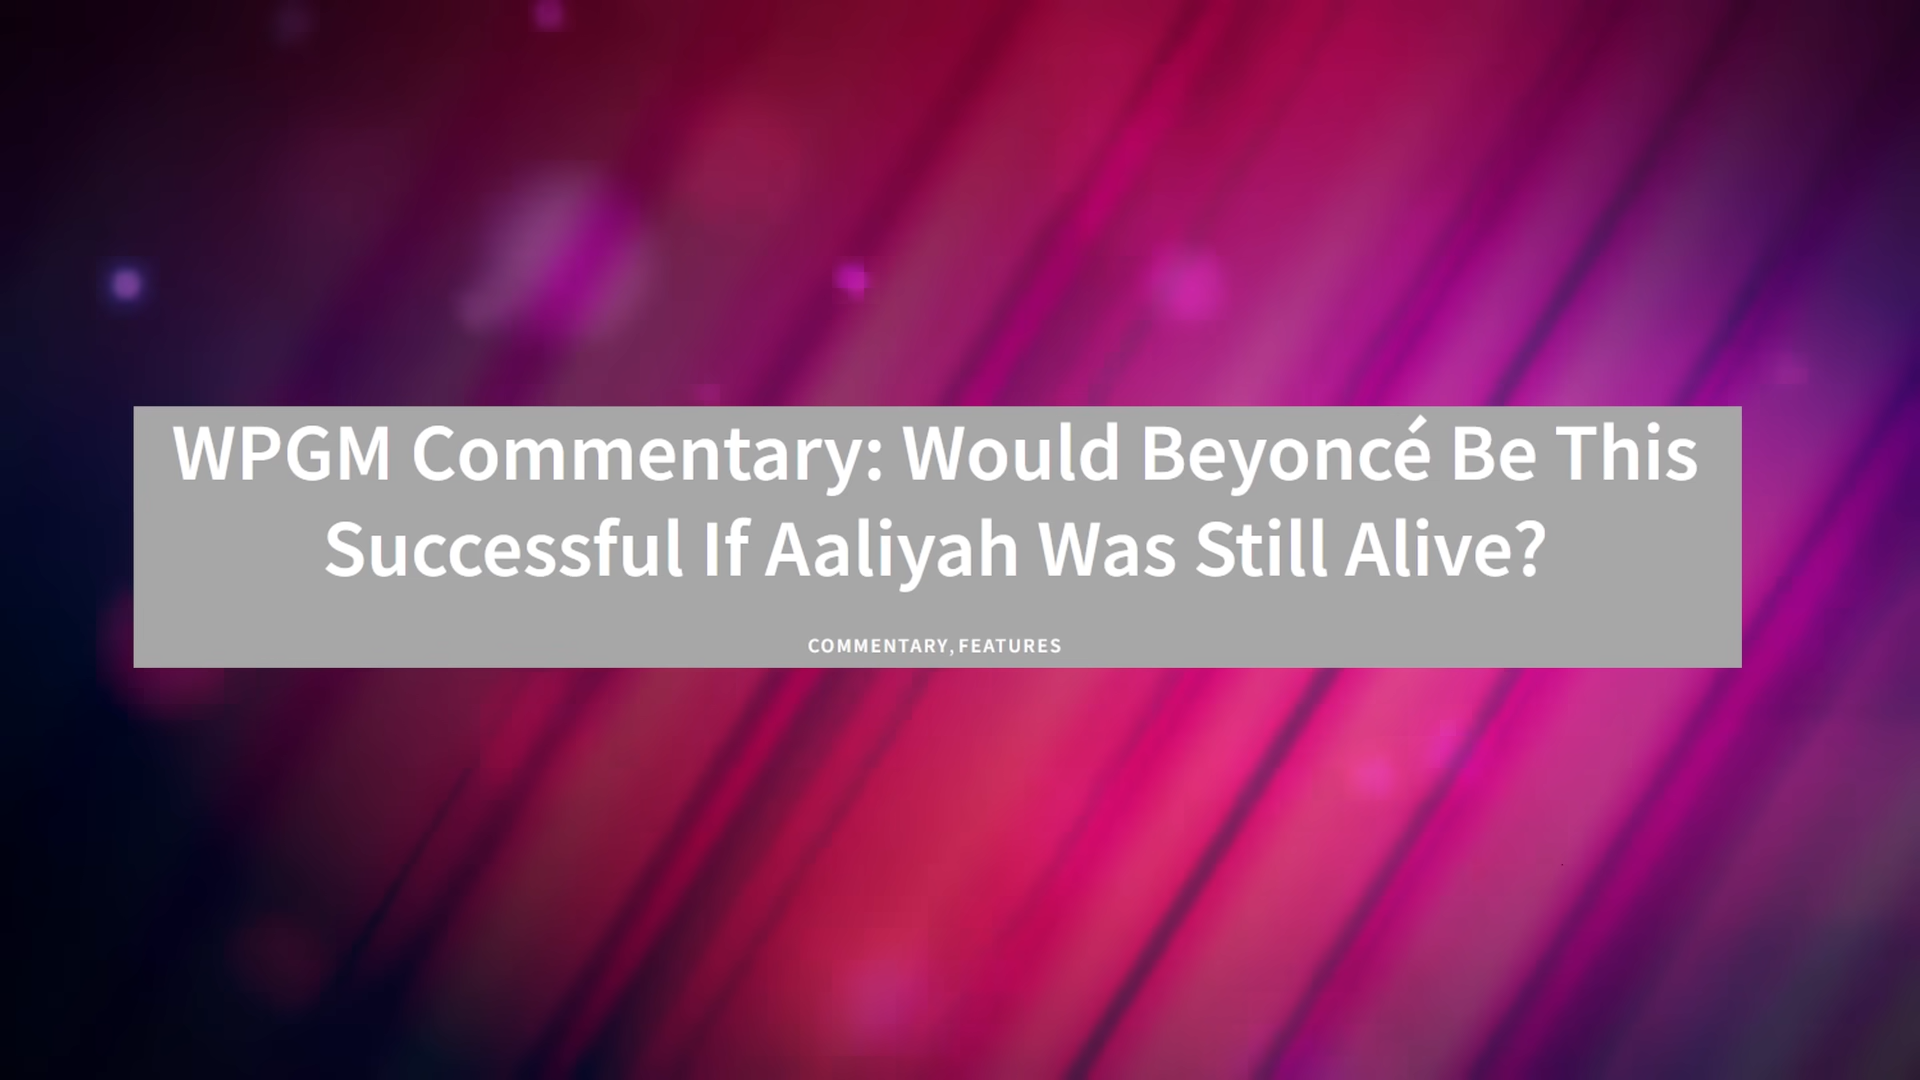 WPGM Commentary: Would Beyoncé Be This
Successful If Aaliyah Was Still Alive?
COMMENTARY, FEATURES